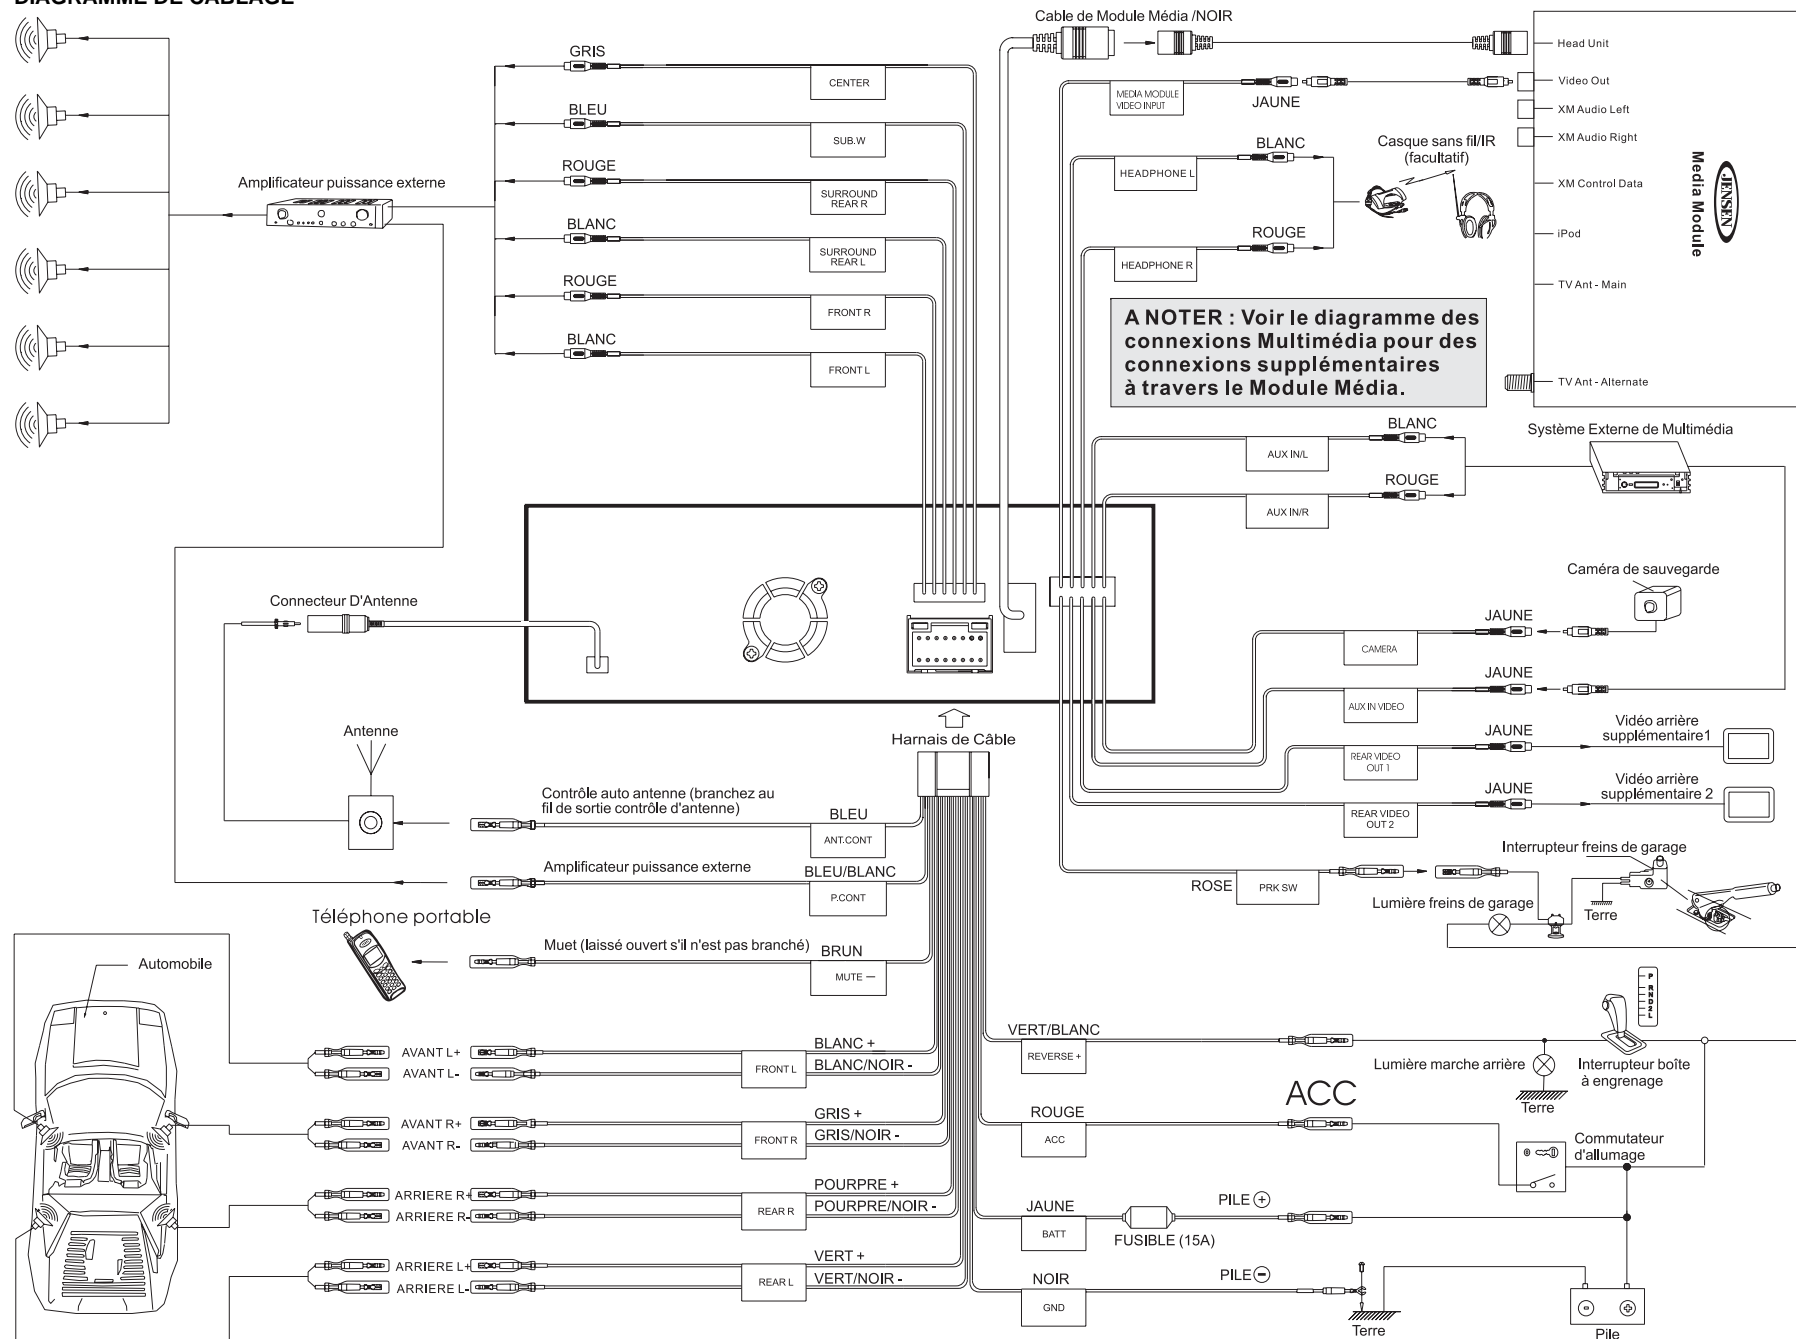 DIAGRAMME DE CABLAGE
GRIS
CENTER
BLEU
SUB.W
ROUGE
SURROUND
REAR R
BLANC
SURROUND
REAR L
ROUGE
FRONT R
BLANC
FRONT L
Amplificateur puissance externe
Cable de Module Média /NOIR
MEDIA MODULE
VIDEO INPUT
JAUNE
BLANC
HEADPHONE L
ROUGE
HEADPHONE R
Casque sans fil/IR
(facultatif)
Head Unit
Video Out
XM Audio Left
XM Audio Right
XM Control Data
iPod
TV Ant - Main
TV Ant - Alternate
JENSEN
Media Module
A NOTER : Voir le diagramme des
connexions Multimédia pour des
connexions supplémentaires
à travers le Module Média.
BLANC
AUX IN/L
ROUGE
AUX IN/R
Système Externe de Multimédia
Caméra de sauvegarde
JAUNE
CAMERA
JAUNE
AUX IN VIDEO
JAUNE
REAR VIDEO
OUT 1
Vidéo arrière
supplémentaire1
JAUNE
REAR VIDEO
OUT 2
Vidéo arrière
supplémentaire 2
ROSE
PRK SW
Interrupteur freins de garage
Lumière freins de garage
Terre
Connecteur D'Antenne
Antenne
Harnais de Câble
Contrôle auto antenne (branchez au
fil de sortie contrôle d'antenne)
BLEU
ANT.CONT
Amplificateur puissance externe
BLEU/BLANC
P.CONT
Téléphone portable
Muet (laissé ouvert s'il n'est pas branché)
BRUN
MUTE —
Automobile
AVANT L+
AVANT L-
FRONT L
BLANC +
BLANC/NOIR -
AVANT R+
AVANT R-
FRONT R
GRIS +
GRIS/NOIR -
ARRIERE R+
ARRIERE R-
REAR R
POURPRE +
POURPRE/NOIR -
ARRIERE L+
ARRIERE L-
REAR L
VERT +
VERT/NOIR -
VERT/BLANC
REVERSE +
Lumière marche arrière
Terre
P
R
N
D
2
L
Interrupteur boîte
à engrenage
ROUGE
ACC
ACC
Commutateur
d'allumage
JAUNE
BATT
FUSIBLE (15A)
PILE +
NOIR
GND
PILE -
Terre
- +
Pile